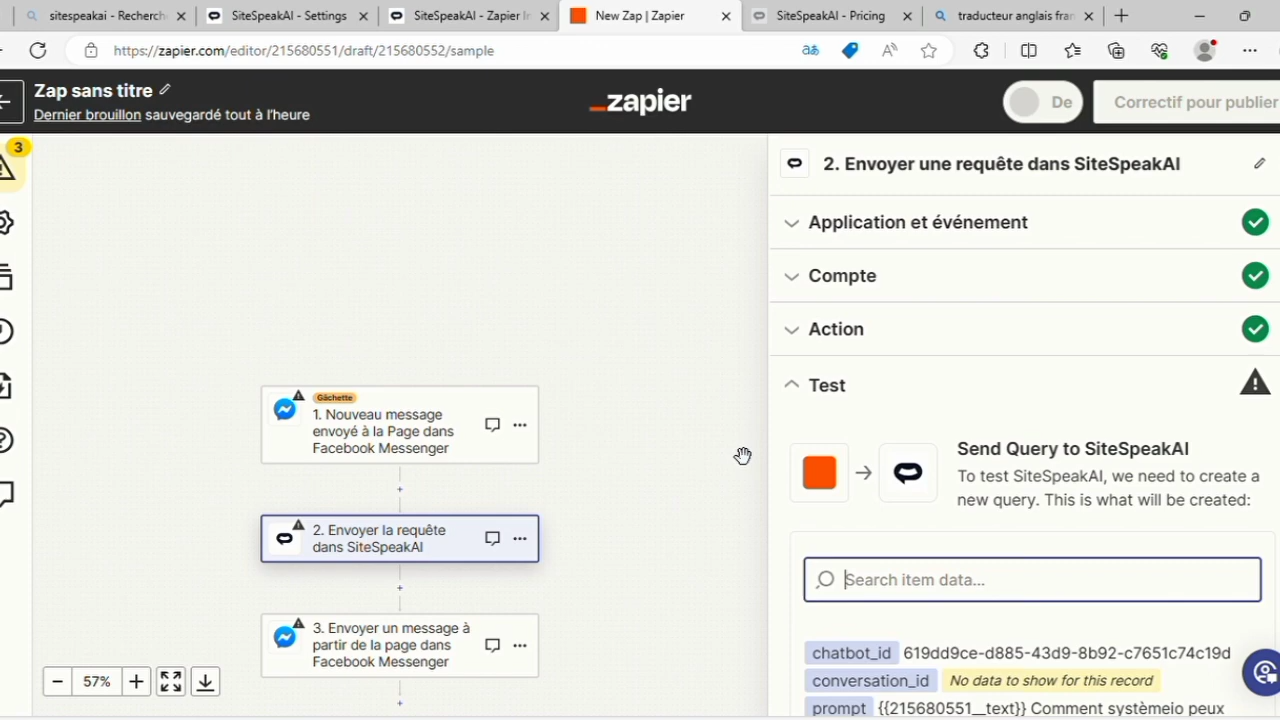 sitespeakai - Recherch
SiteSpeakAI - Settings
SiteSpeakAI - Zapier In
New Zap | Zapier
SiteSpeakAI - Pricing
traducteur anglais fran
https://zapier.com/editor/215680551/draft/215680552/sample
Zap sans titre
Dernier brouillon sauvegardé tout à l'heure
_zapier
De
Correctif pour publier
3
2. Envoyer une requête dans SiteSpeakAI
Application et événement
Compte
Action
Test
Gâchette
1. Nouveau message
envoyé à la Page dans
Facebook Messenger
2. Envoyer la requête
dans SiteSpeakAI
3. Envoyer un message à
partir de la page dans
Facebook Messenger
57%
Send Query to SiteSpeakAI
To test SiteSpeakAI, we need to create a
new query. This is what will be created:
Search item data...
chatbot_id 619dd9ce-d885-43d9-8b92-c7651c74c19d
conversation_id No data to show for this record
prompt {{215680551__text}} Comment systèmeio peux